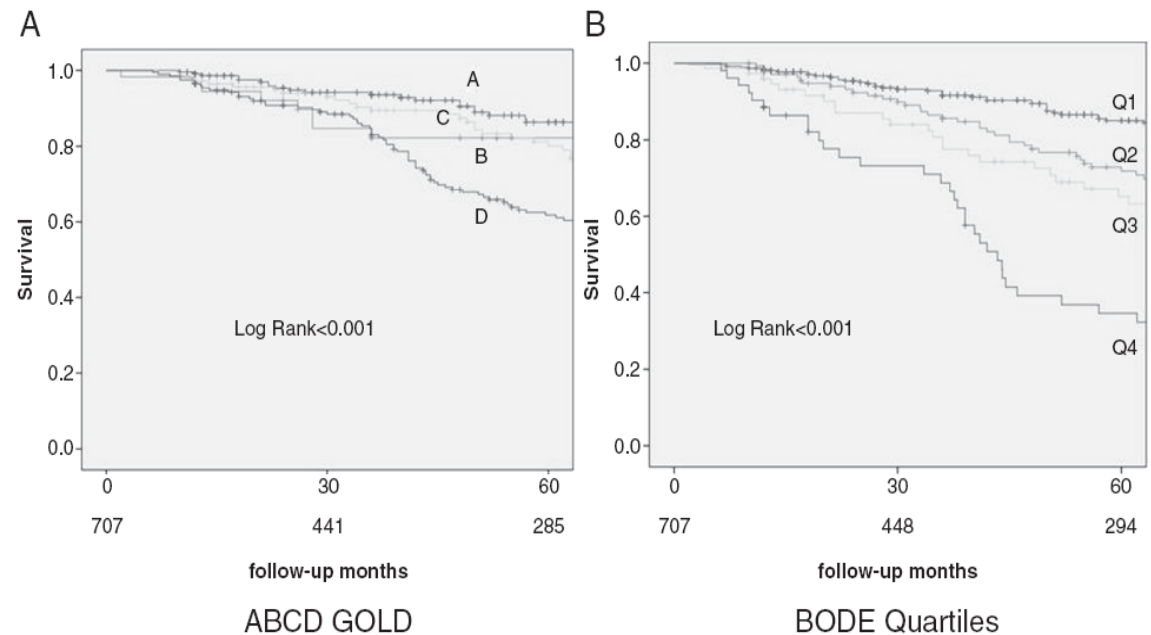 A
1.0
0.8
0.6
0.4
0.2
0.0
Survival
A
C
B
D
Log Rank<0.001
0 30 60
707 441 285
follow-up months
ABCD GOLD
B
1.0
0.8
0.6
0.4
0.2
0.0
Survival
Q1
Q2
Q3
Q4
Log Rank<0.001
0 30 60
707 448 294
follow-up months
BODE Quartiles